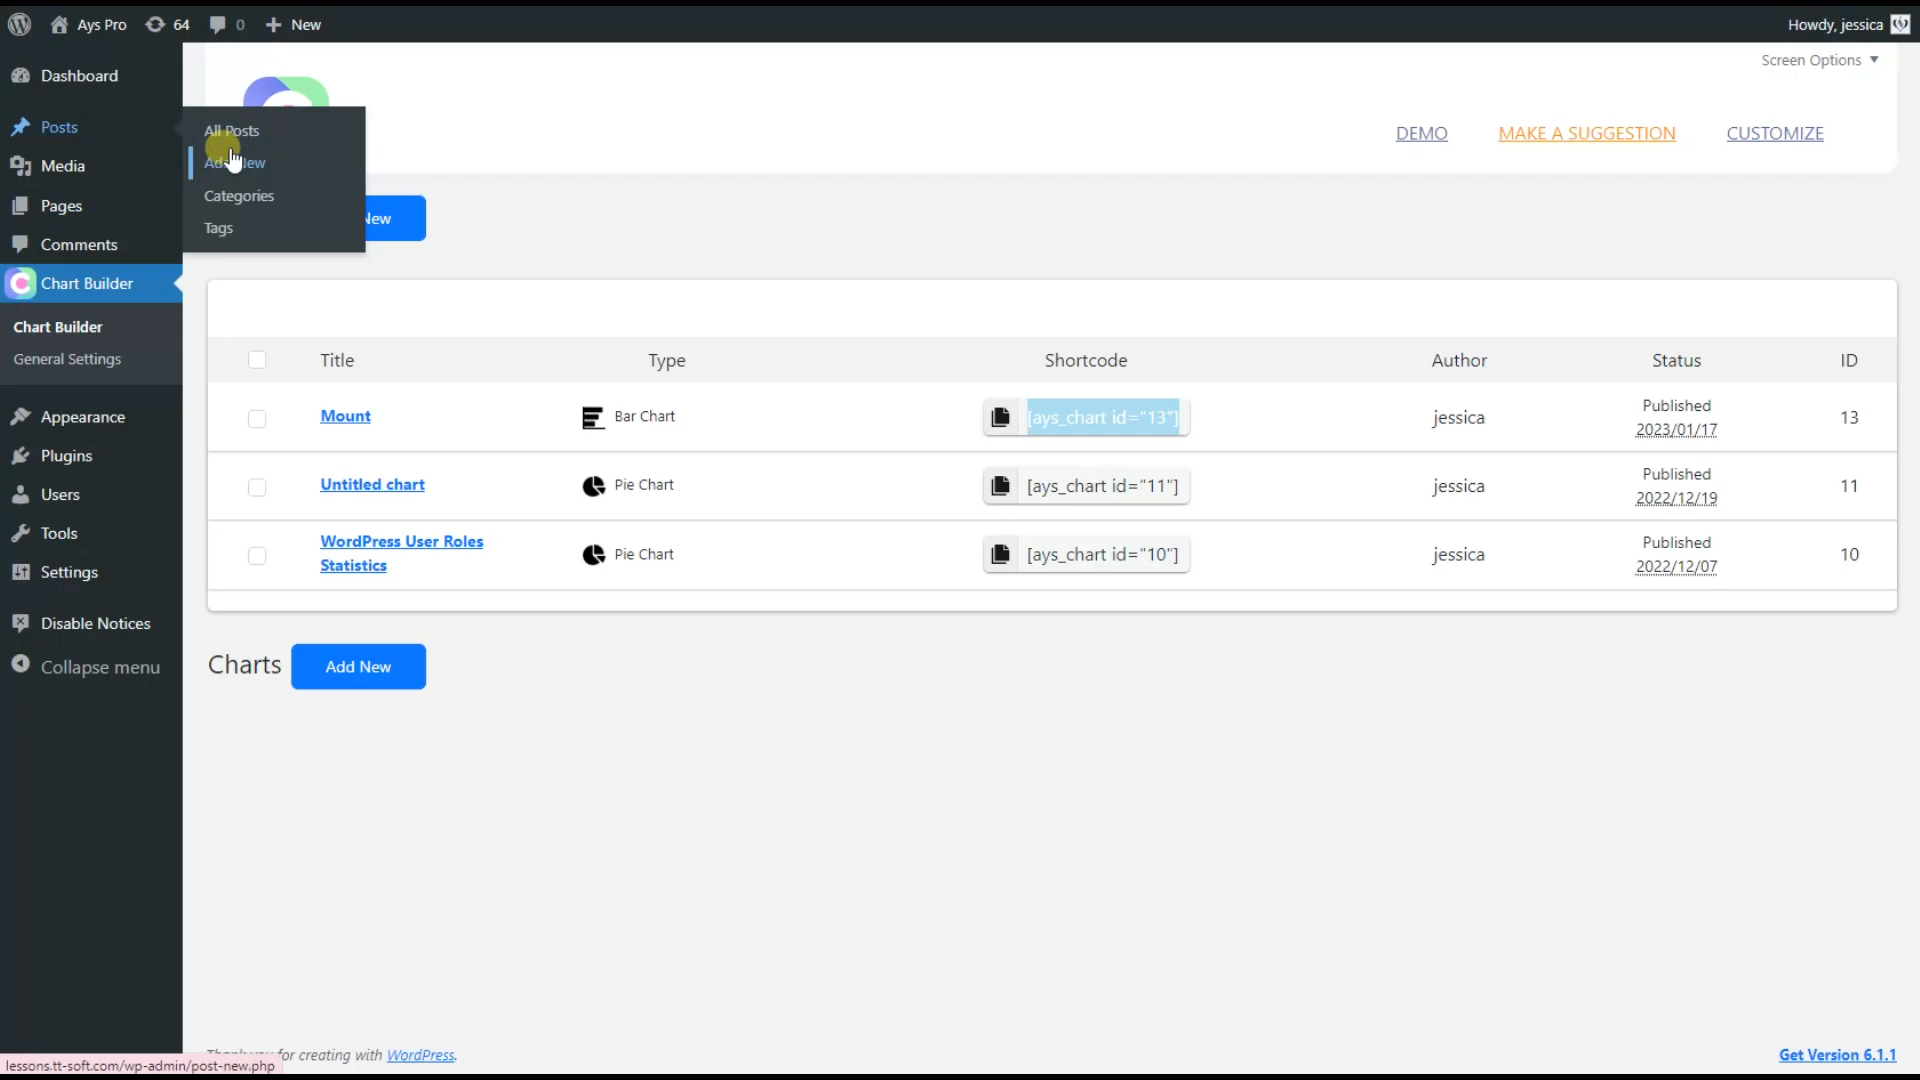 Ays Pro
64
0
New
Howdy, jessica
Screen Options
Dashboard
Posts
Media
Pages
Comments
Chart Builder
Chart Builder
General Settings
Appearance
Plugins
Users
Tools
Settings
Disable Notices
Collapse menu
All Posts
Categories
Tags
DEMO
MAKE A SUGGESTION
CUSTOMIZE
New
Title
Type
Shortcode
Author
Status
ID
Mount
Bar Chart
[ays_chart id="13"]
jessica
Published
2023/01/17
13
Untitled chart
Pie Chart
[ays_chart id="11"]
jessica
Published
2022/12/19
11
WordPress User Roles
Statistics
Pie Chart
[ays_chart id="10"]
jessica
Published
2022/12/07
10
Charts
Add New
for creating with WordPress.
Get Version 6.1.1
lessons.tt-soft.com/wp-admin/post-new.php